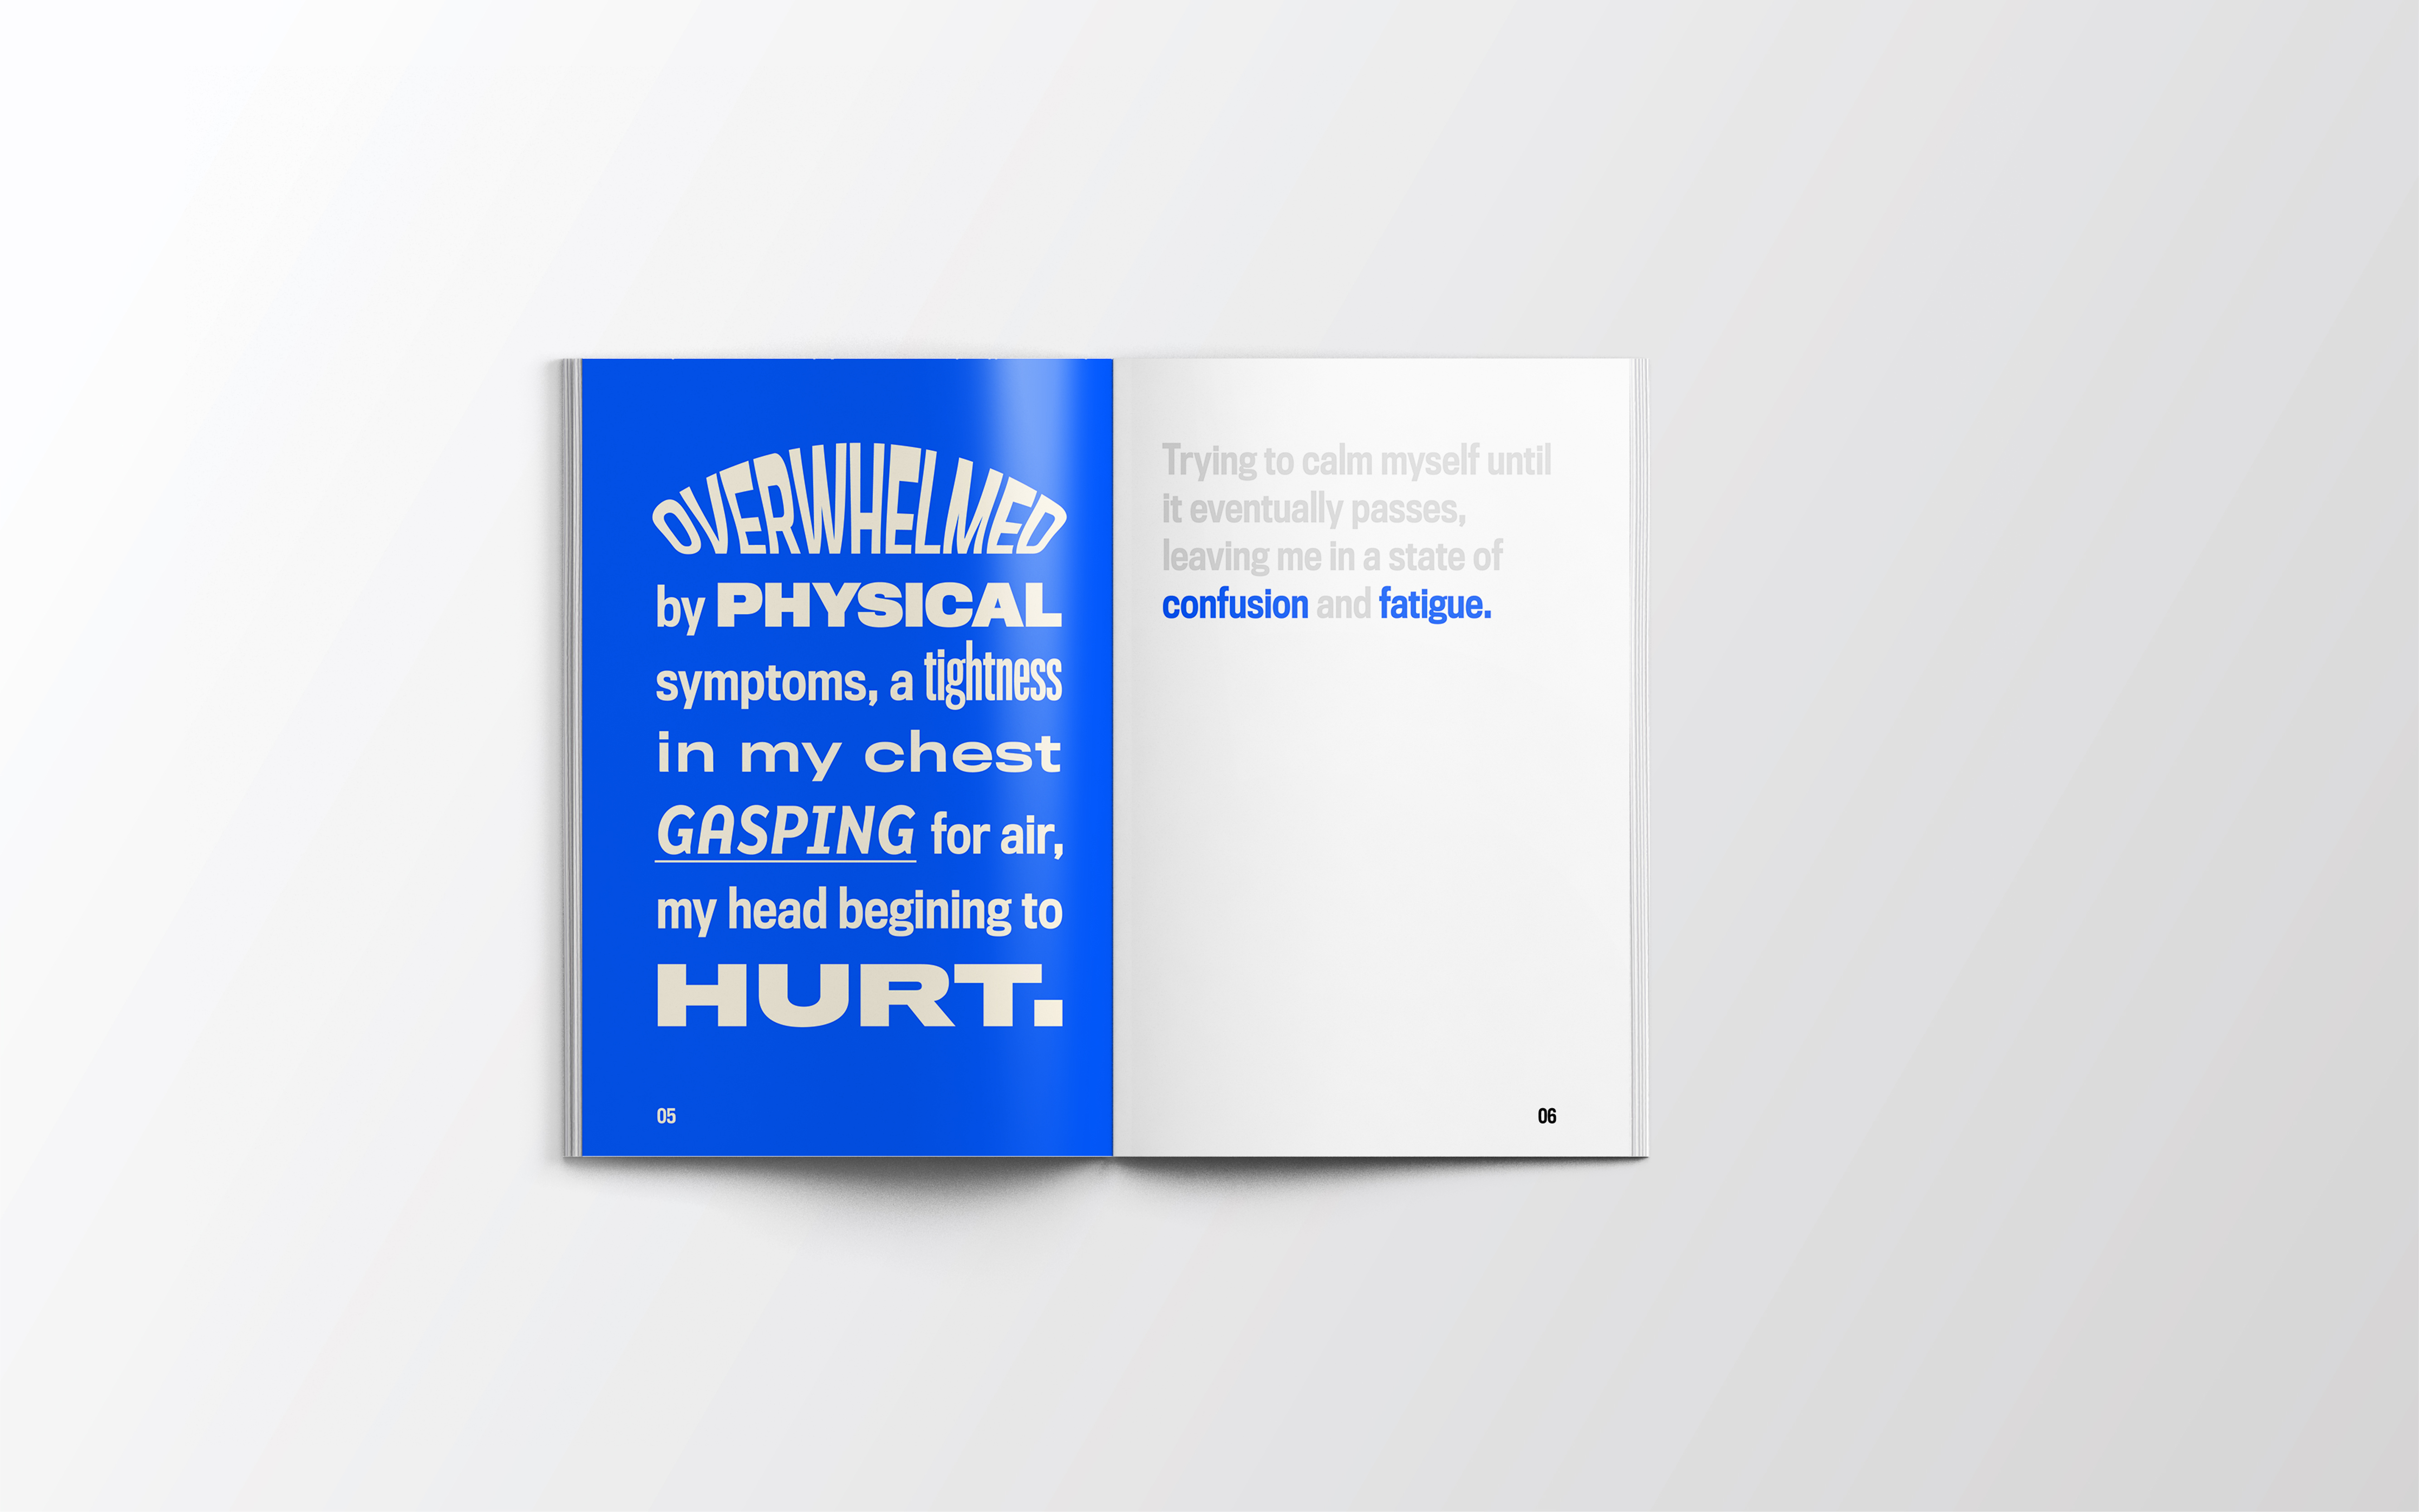 OVERWHELMED
by PHYSICAL
symptoms, a tightness
in my chest
GASPING for air,
my head begining to
HURT.
05
Trying to calm myself until
it eventually passes,
leaving me in a state of
confusion and fatigue.
06